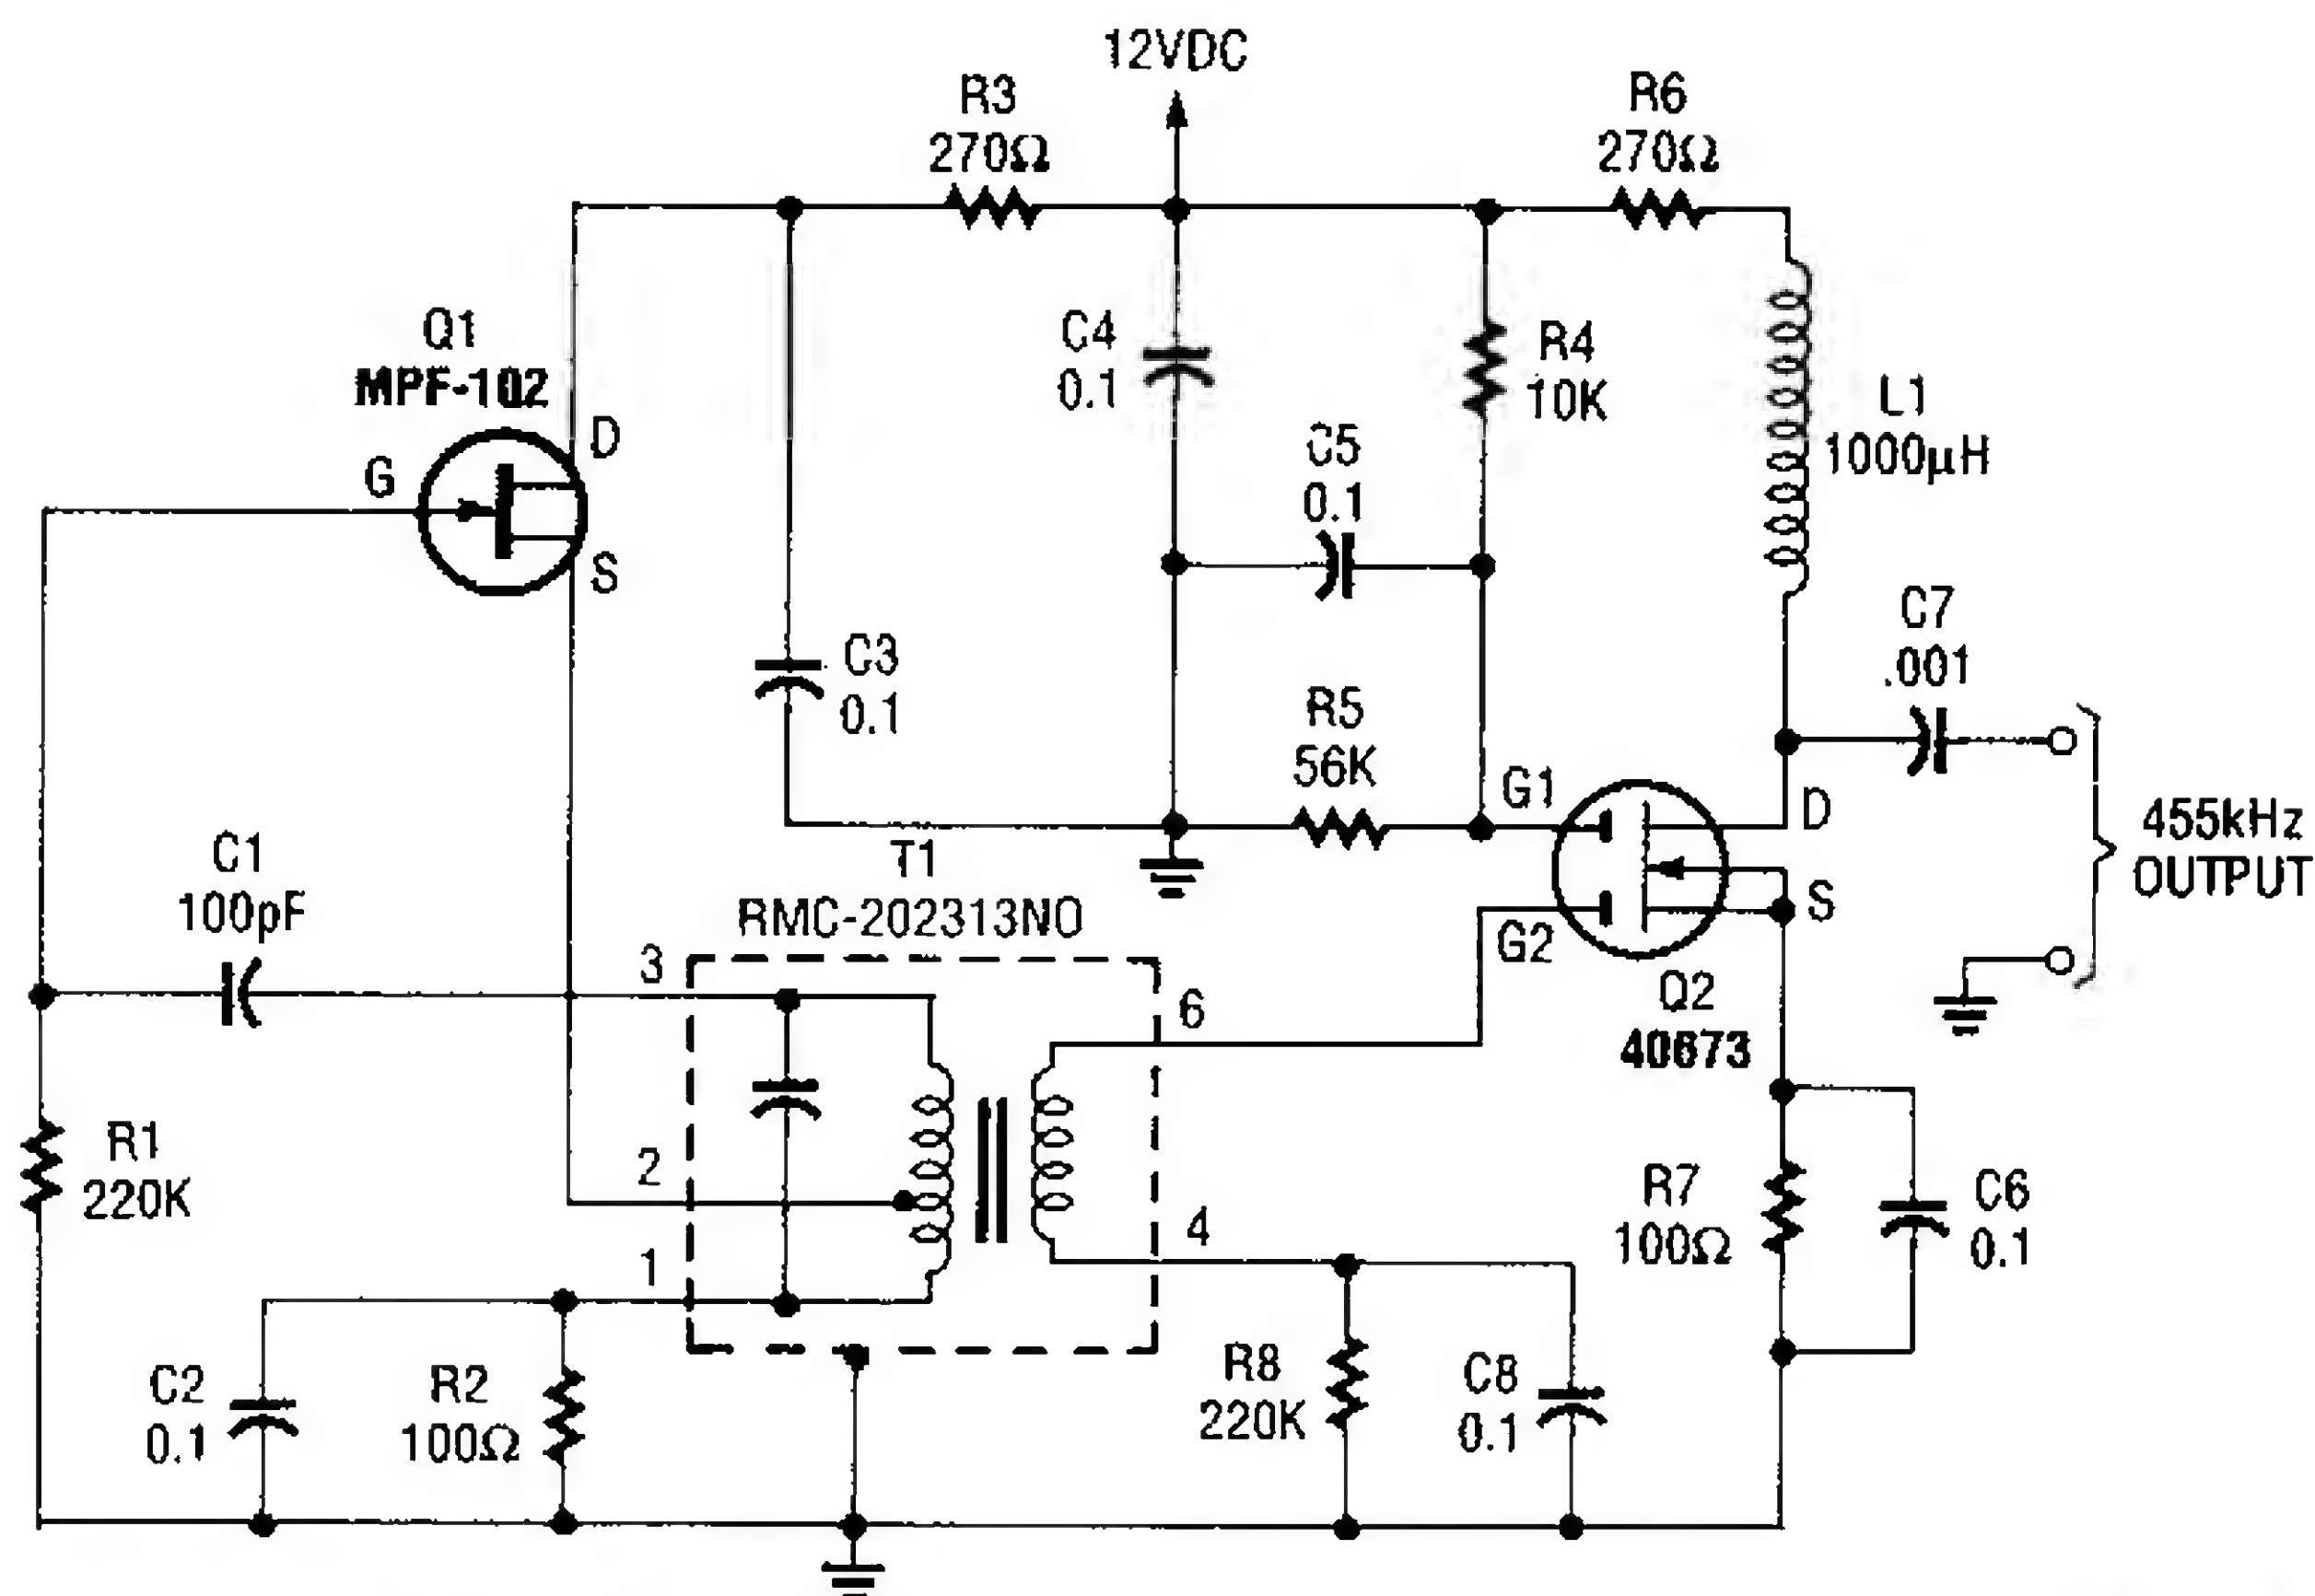 12VDC
R3
270Ω
R6
270Ω
Q1
MPF-102
D
G
S
C4
0.1
R4
10K
C5
0.1
L1
1000µH
C3
0.1
C7
.001
R5
56K
G1
D
455kHz
OUTPUT
C1
100pF
T1
RMC-202313NO
S
G2
3
6
Q2
40673
R1
220K
2
4
R7
100Ω
C6
0.1
1
C2
0.1
R2
100Ω
R8
220K
C8
0.1